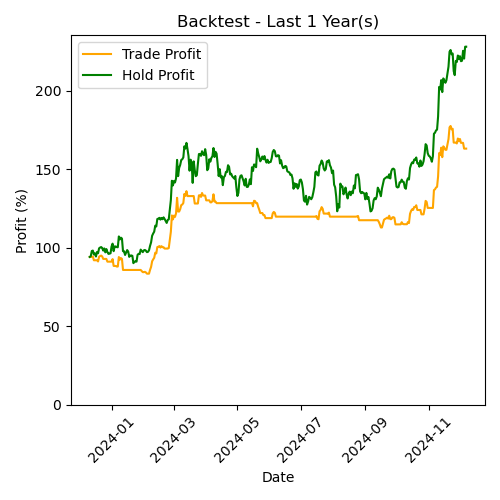 Backtest - Last 1 Year(s)
Trade Profit
Hold Profit
Profit (%)
200
150
100
50
0
2024-01
2024-03
2024-05
2024-07
2024-09
2024-11
Date